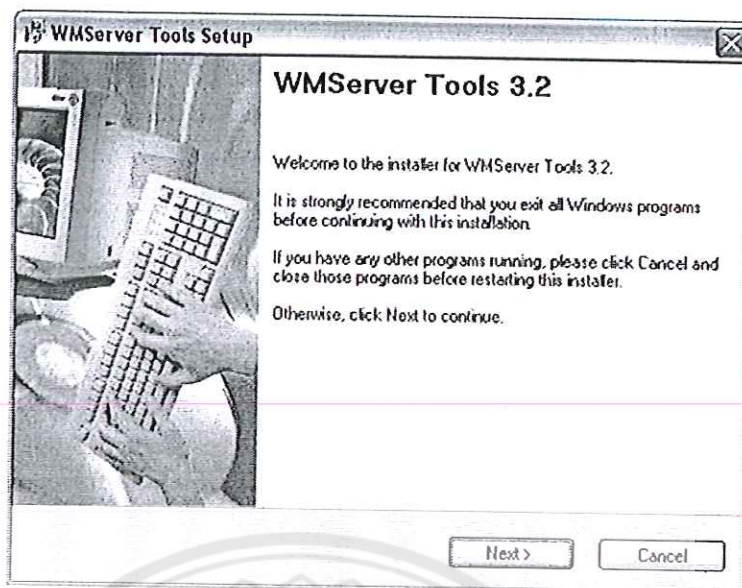 WMServer Tools Setup
WMServer Tools 3.2
Welcome to the installer for WMServer Tools 3.2.
It is strongly recommended that you exit all Windows programs
before continuing with this installation
If you have any other programs running, please click Cancel and
close those programs before restarting this installer.
Otherwise, click Next to continue.
Next >
Cancel